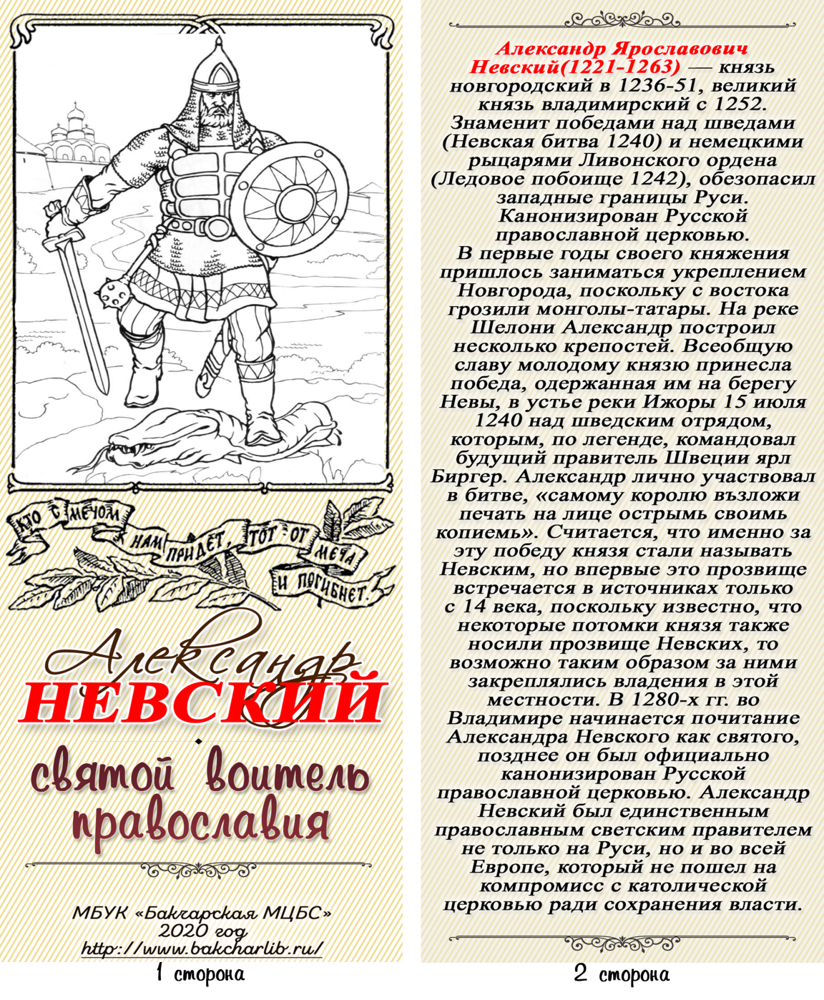 КТО С МЕЧОМ
К НАМ ПРИДЕТ, ТОТ ОТ
МЕЧА
И ПОГИБНЕТ.
Александр
НЕВСКИЙ
святой воитель
православия
МБУК «Бакчарская МЦБС»
2020 год
http://www.bakcharlib.ru/
1 сторона
Александр Ярославович
Невский(1221-1263) — князь
новгородский в 1236-51, великий
князь владимирский с 1252.
Знаменит победами над шведами
(Невская битва 1240) и немецкими
рыцарями Ливонского ордена
(Ледовое побоище 1242), обезопасил
западные границы Руси.
Канонизирован Русской
православной церковью.
В первые годы своего княжения
пришлось заниматься укреплением
Новгорода, поскольку с востока
грозили монголы-татары. На реке
Шелони Александр построил
несколько крепостей. Всеобщую
славу молодому князю принесла
победа, одержанная им на берегу
Невы, в устье реки Ижоры 15 июля
1240 над шведским отрядом,
которым, по легенде, командовал
будущий правитель Швеции ярл
Биргер. Александр лично участвовал
в битве, «самому королю възложи
печать на лице острымь своимь
копиемь». Считается, что именно за
эту победу князя стали называть
Невским, но впервые это прозвище
встречается в источниках только
с 14 века, поскольку известно, что
некоторые потомки князя также
носили прозвище Невских, то
возможно таким образом за ними
закреплялись владения в этой
местности. В 1280-х гг. во
Владимире начинается почитание
Александра Невского как святого,
позднее он был официально
канонизирован Русской
православной церковью. Александр
Невский был единственным
православным светским правителем
не только на Руси, но и во всей
Европе, который не пошел на
компромисс с католической
церковью ради сохранения власти.
2 сторона